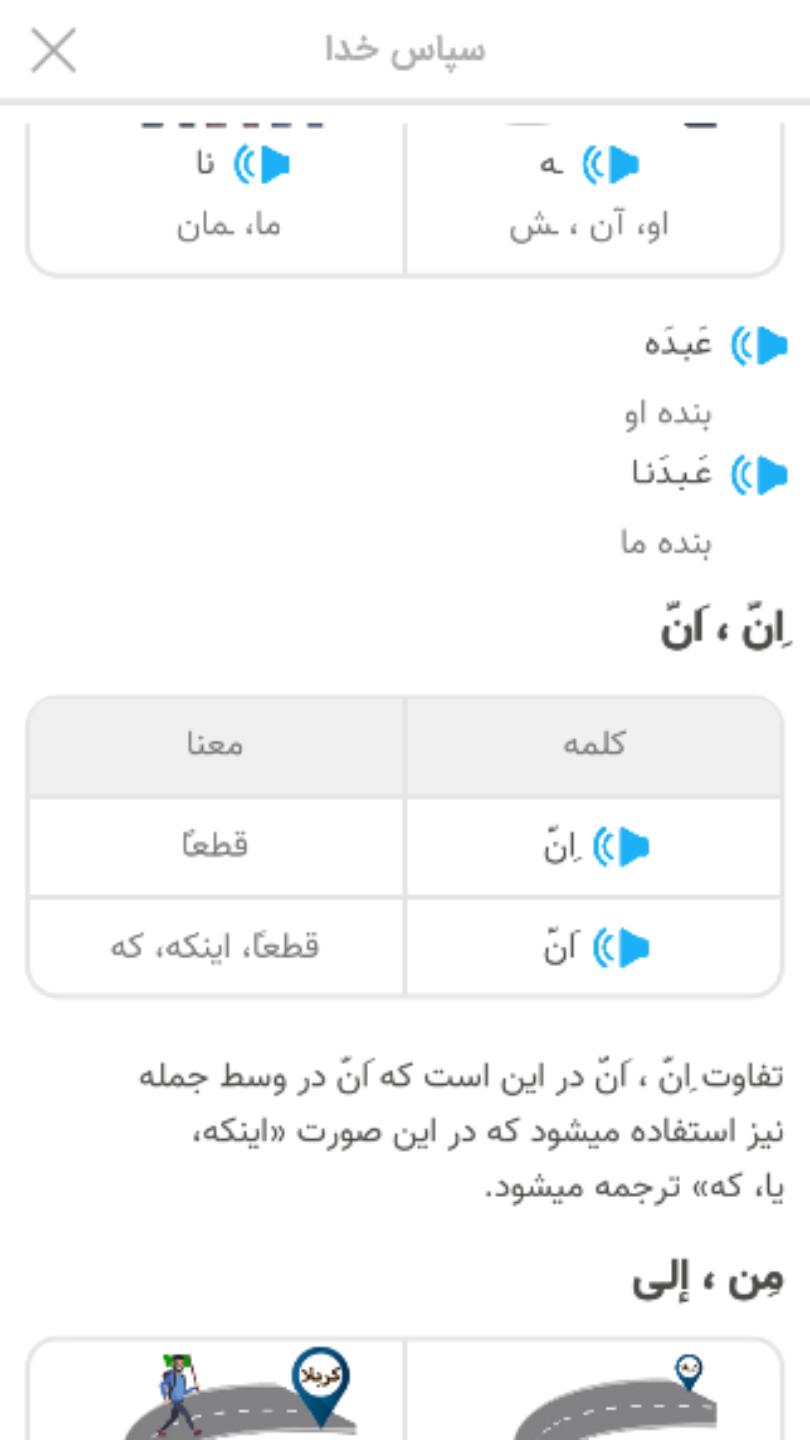 سپاس خدا
ـه
نا
او، آن ، ـش
ما، ـمان
عَبدَه
بنده او
عَبدَنا
بنده ما
اِنّ ، اَنّ
کلمه
معنا
اِنّ
قطعاً
اَنّ
قطعاً، اینکه، که
تفاوت اِنّ ، اَنّ در این است که اَنّ در وسط جمله
نیز استفاده میشود که در این صورت «اینکه،
یا، که» ترجمه میشود.
مِن ، إلی
کربلا